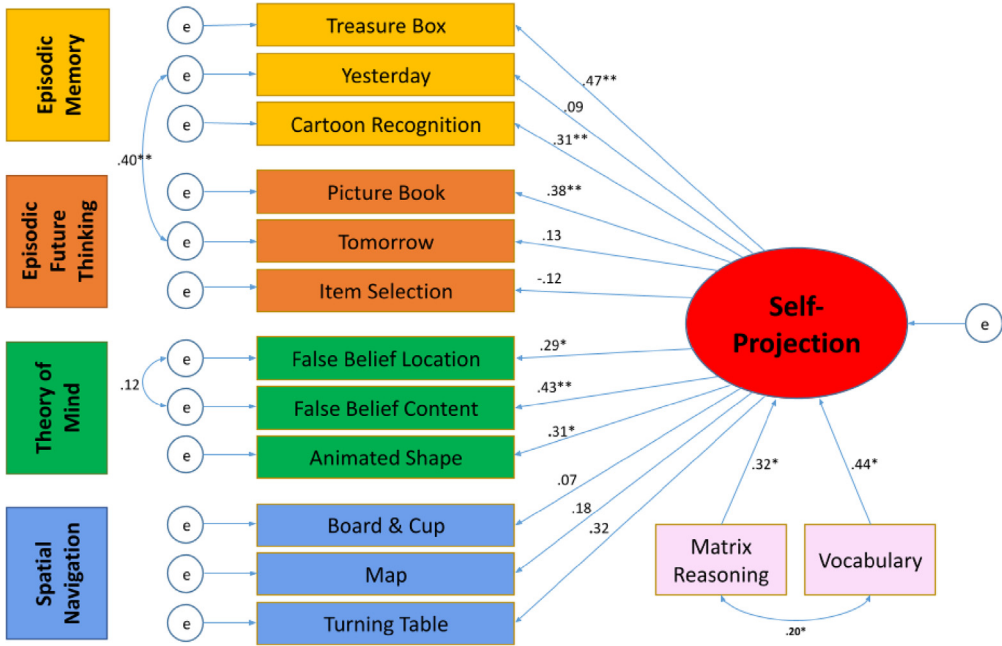 Episodic
Memory
e
Treasure Box
e
Yesterday
e
Cartoon Recognition
.47**
.09
.31**
.40**
Episodic
Future
Thinking
e
Picture Book
e
Tomorrow
e
Item Selection
.38**
.13
-.12
Self-
Projection
e
Theory of
Mind
.12
e
False Belief Location
e
False Belief Content
e
Animated Shape
.29*
.43**
.31*
Spatial
Navigation
e
Board & Cup
e
Map
e
Turning Table
.07
.18
.32
.32*
.44*
Matrix
Reasoning
Vocabulary
.20*